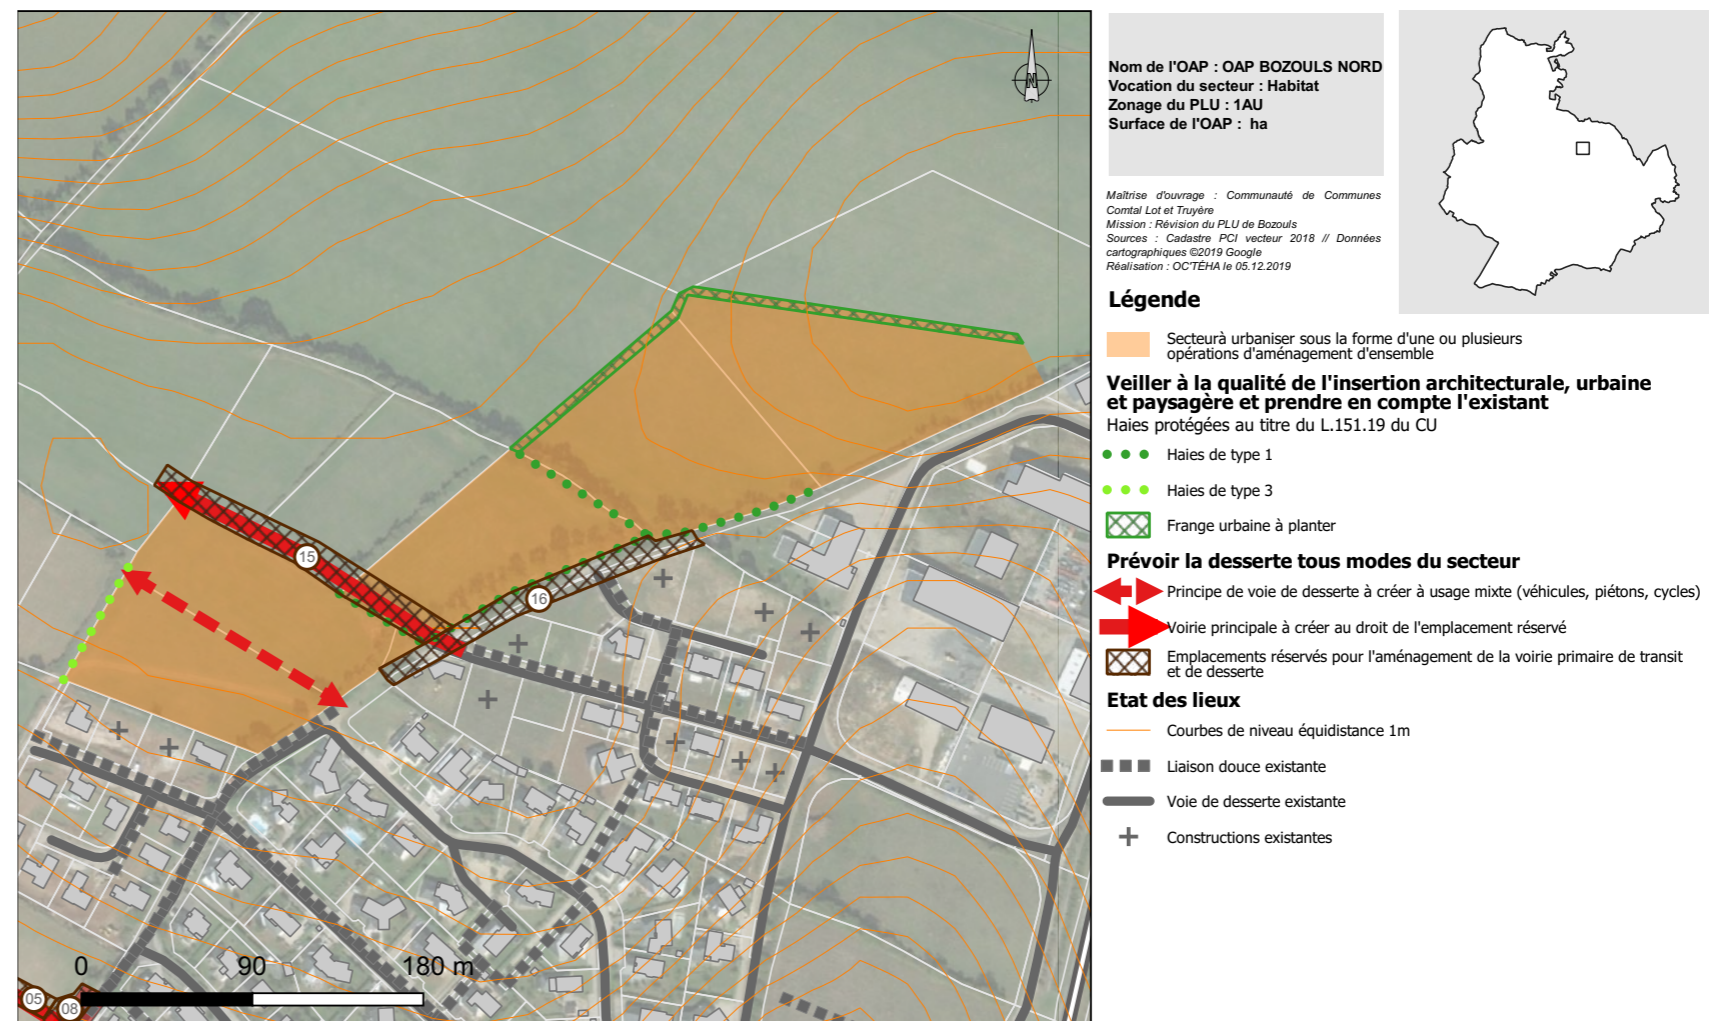 N
Nom de l'OAP : OAP BOZOULS NORD
Vocation du secteur : Habitat
Zonage du PLU : 1AU
Surface de l'OAP :  ha
Maîtrise d'ouvrage : Communauté de Communes
Comtal Lot et Truyère
Mission : Révision du PLU de Bozouls
Sources : Cadastre PCI vecteur 2018 // Données
cartographiques ©2019 Google
Réalisation : OC'TÉHA le 05.12.2019
Légende
Secteurà urbaniser sous la forme d'une ou plusieurs
opérations d'aménagement d'ensemble
Veiller à la qualité de l'insertion architecturale, urbaine
et paysagère et prendre en compte l'existant
Haies protégées au titre du L.151.19 du CU
Haies de type 1
Haies de type 3
Frange urbaine à planter
Prévoir la desserte tous modes du secteur
Principe de voie de desserte à créer à usage mixte (véhicules, piétons, cycles)
Voirie principale à créer au droit de l'emplacement réservé
Emplacements réservés pour l'aménagement de la voirie primaire de transit
et de desserte
Etat des lieux
Courbes de niveau équidistance 1m
Liaison douce existante
Voie de desserte existante
Constructions existantes
15
16
0 90 180 m
05
08